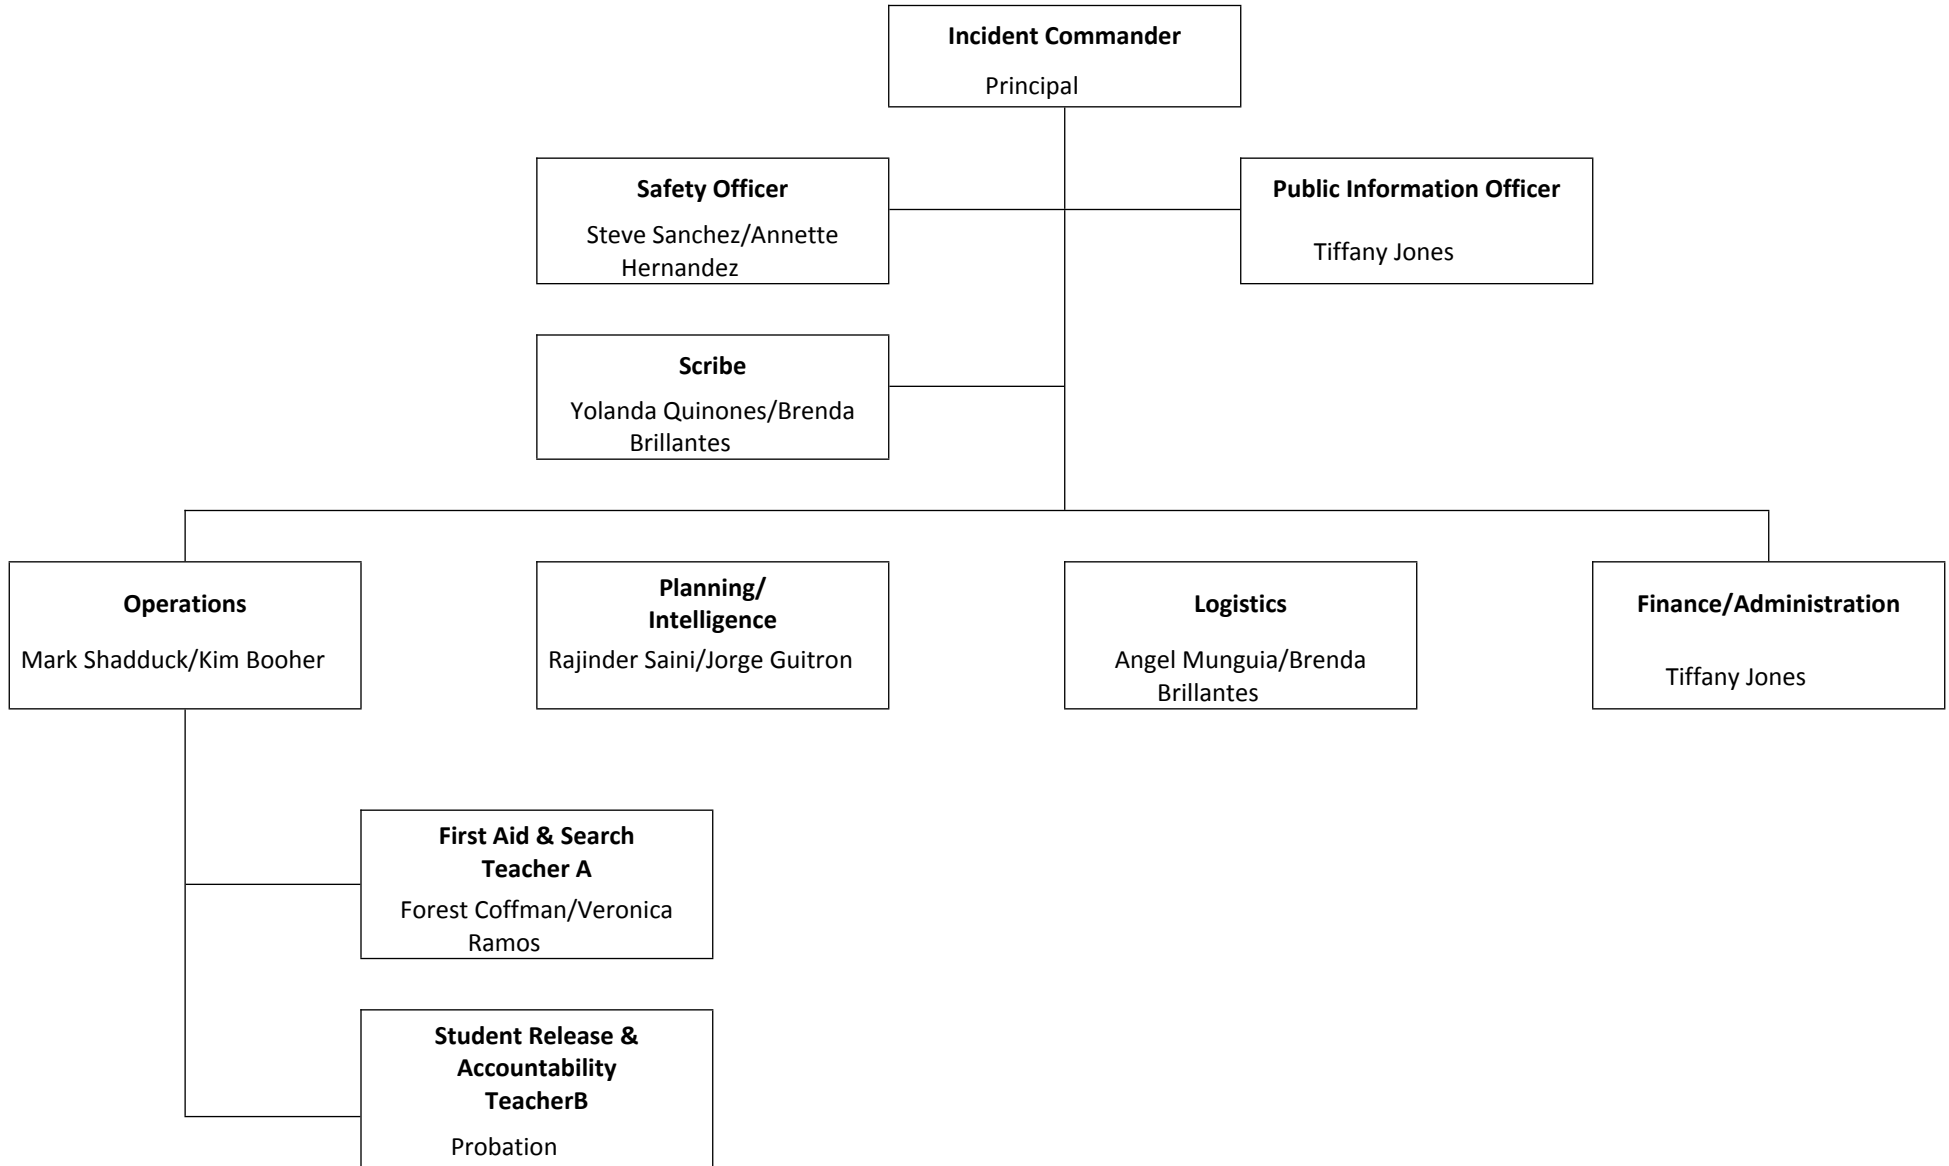 Incident Commander
Principal
Safety Officer
Steve Sanchez/Annette
Hernandez
Public Information Officer
Tiffany Jones
Scribe
Yolanda Quinones/Brenda
Brillantes
Operations
Mark Shadduck/Kim Booher
Planning/
Intelligence
Rajinder Saini/Jorge Guitron
Logistics
Angel Munguia/Brenda
Brillantes
Finance/Administration
Tiffany Jones
First Aid & Search
Teacher A
Forest Coffman/Veronica
Ramos
Student Release &
Accountability
TeacherB
Probation